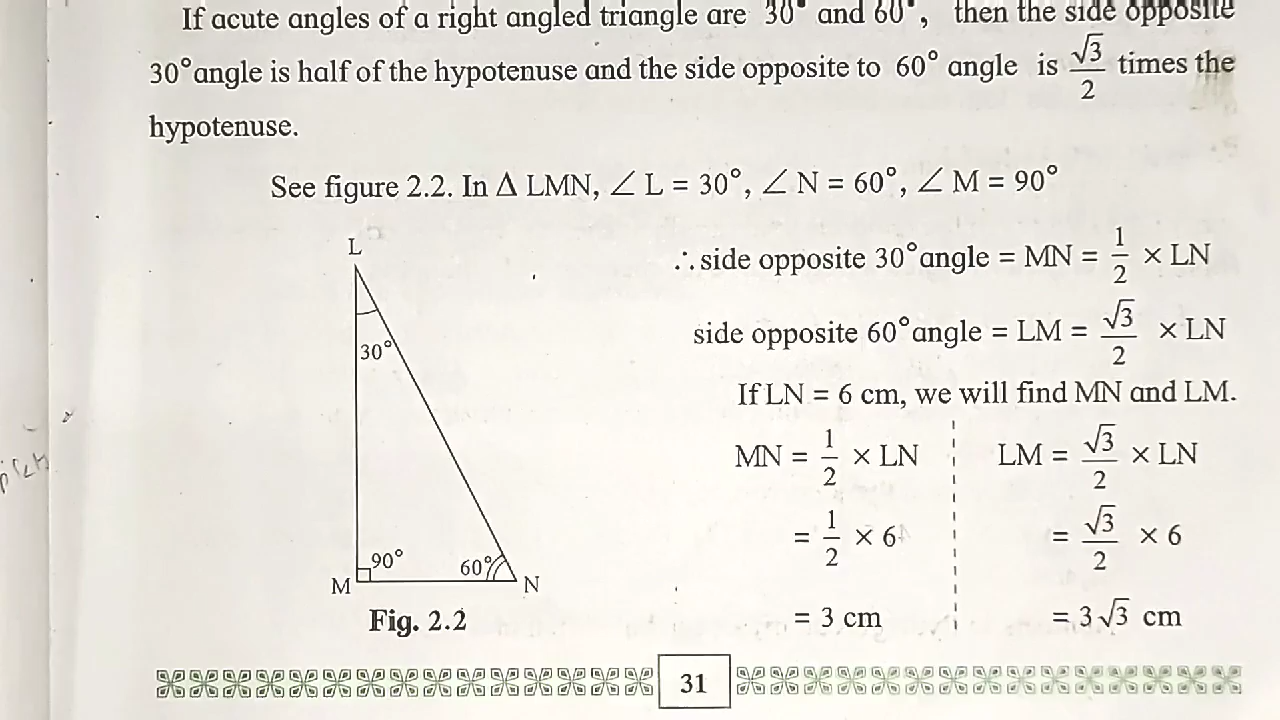 If acute angles of a right angled triangle are 30° and 60°, then the side opposite
30° angle is half of the hypotenuse and the side opposite to 60° angle is √3/2 times the
hypotenuse.
See figure 2.2. In Δ LMN, ∠ L = 30°, ∠ N = 60°, ∠ M = 90°
L
30°
90°
60°
M
N
Fig. 2.2
∴ side opposite 30° angle = MN = 1/2 × LN
side opposite 60° angle = LM = √3/2 × LN
If LN = 6 cm, we will find MN and LM.
MN = 1/2 × LN
= 1/2 × 6
= 3 cm
LM = √3/2 × LN
= √3/2 × 6
= 3√3 cm
31